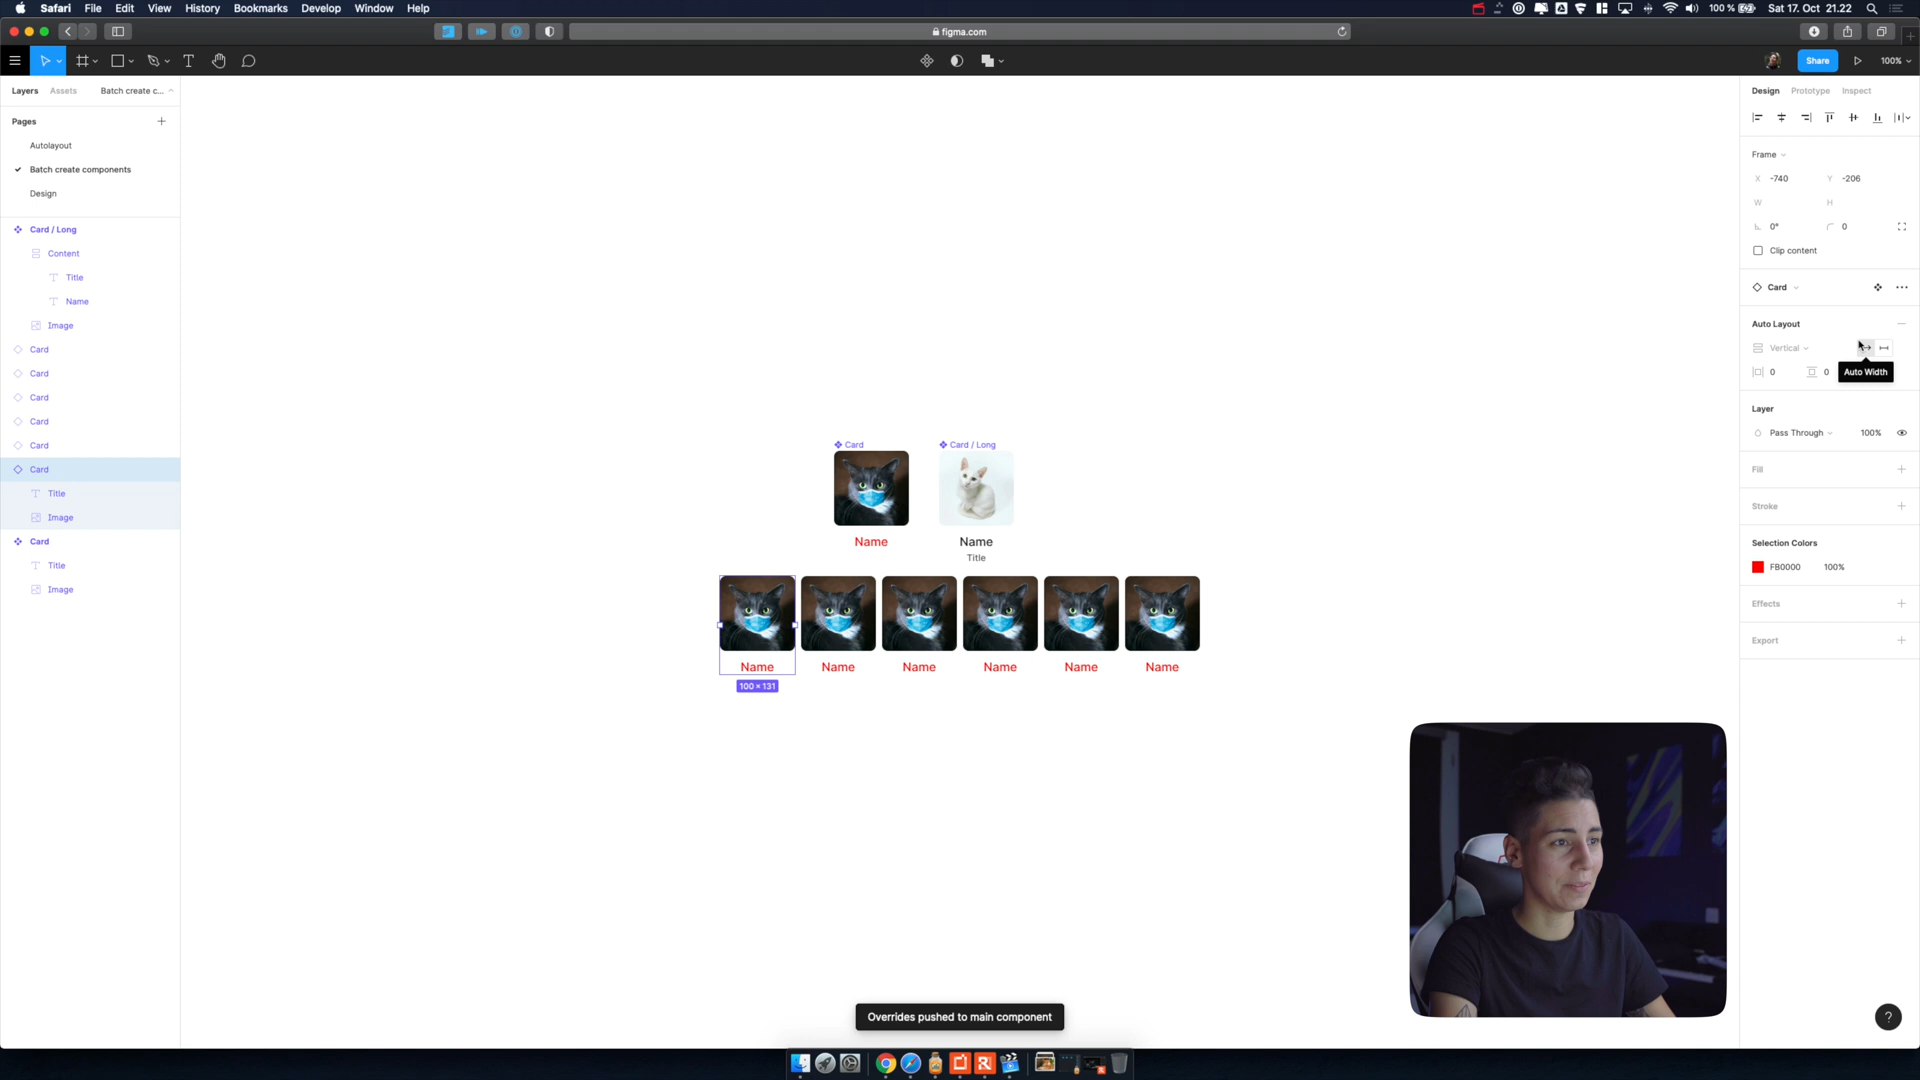 Safari File Edit View History Bookmarks Develop Window Help
100 % Sat 17. Oct 21.22
figma.com
Share 100%
Layers Assets Batch create c...
Pages
Autolayout
Batch create components
Design
Card / Long
Content
Title
Name
Image
Card
Card
Card
Card
Card
Card
Title
Image
Card
Title
Image
Card Card / Long
Name Name
Title
Name Name Name Name Name Name
100 × 131
Overrides pushed to main component
Design Prototype Inspect
Frame
X -740 Y -206
W H
0° 0
Clip content
Card
Auto Layout
Vertical
0 0
Auto Width
Layer
Pass Through 100%
Fill
Stroke
Selection Colors
FB0000 100%
Effects
Export
?